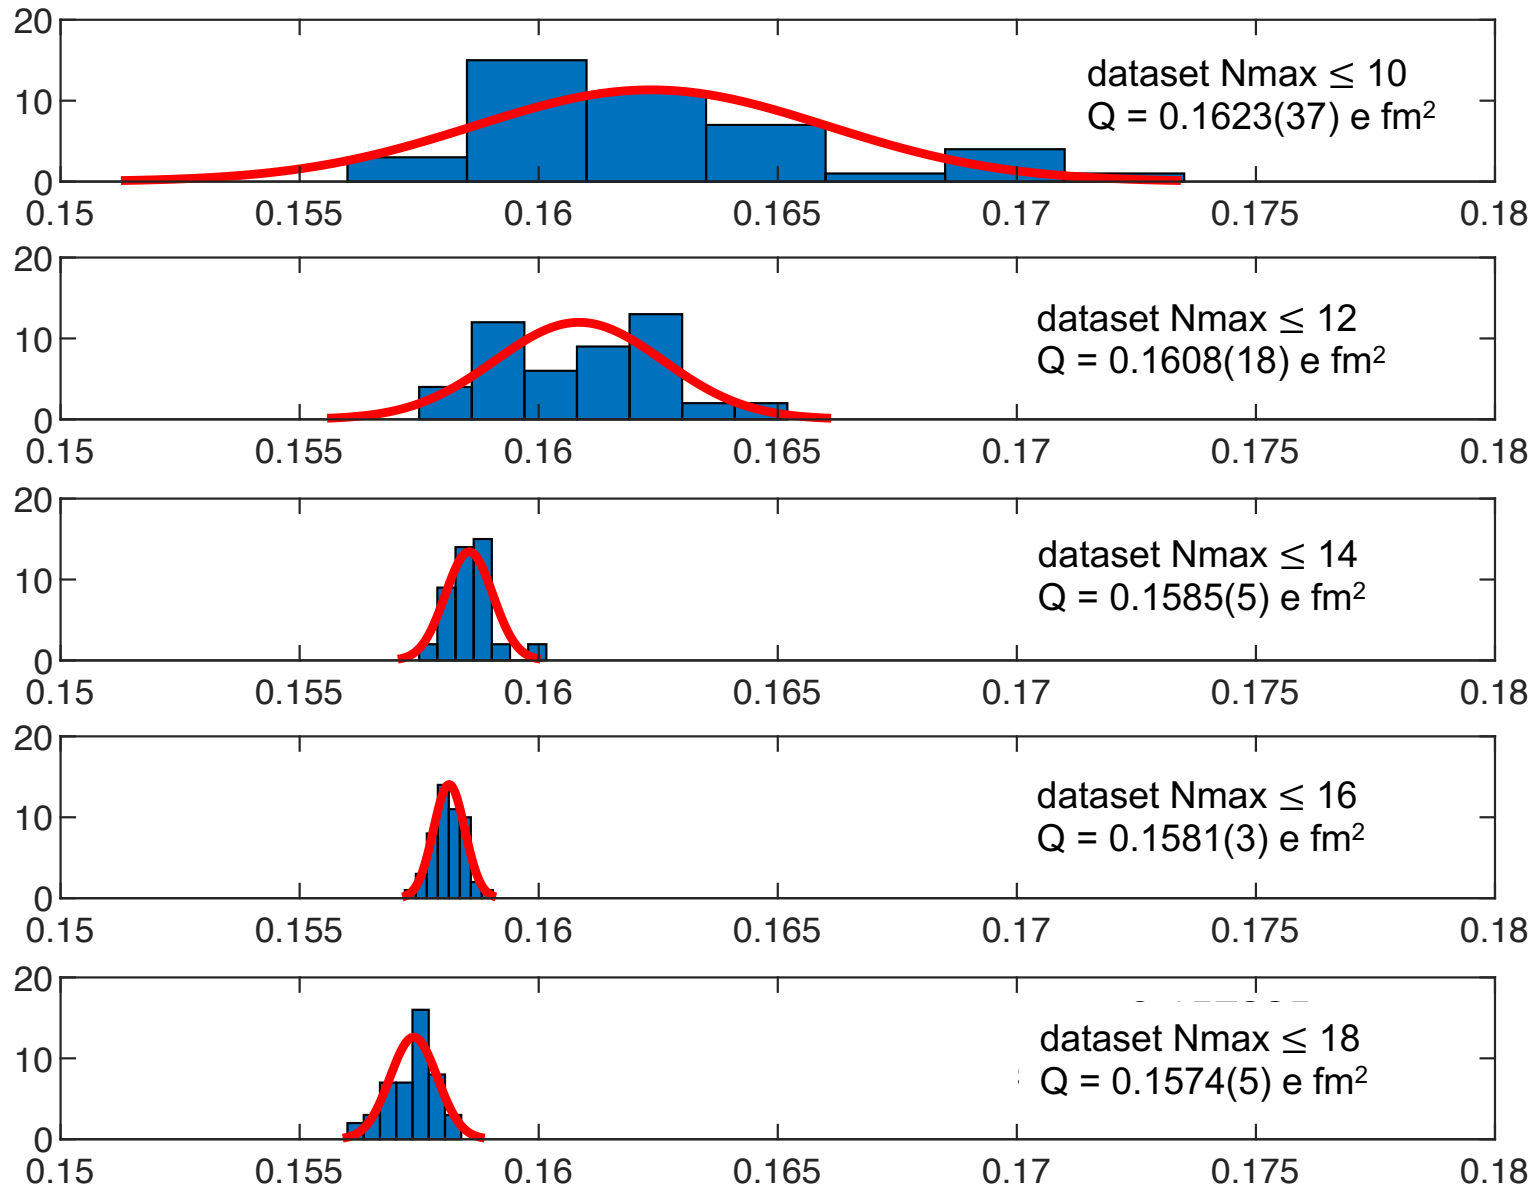 20
dataset Nmax ≤ 10
10
Q = 0.1623(37) e fm²
0
0.15 0.155 0.16 0.165 0.17 0.175 0.18
20
dataset Nmax ≤ 12
10
Q = 0.1608(18) e fm²
0
0.15 0.155 0.16 0.165 0.17 0.175 0.18
20
dataset Nmax ≤ 14
10
Q = 0.1585(5) e fm²
0
0.15 0.155 0.16 0.165 0.17 0.175 0.18
20
dataset Nmax ≤ 16
10
Q = 0.1581(3) e fm²
0
0.15 0.155 0.16 0.165 0.17 0.175 0.18
20
dataset Nmax ≤ 18
10
Q = 0.1574(5) e fm²
0
0.15 0.155 0.16 0.165 0.17 0.175 0.18